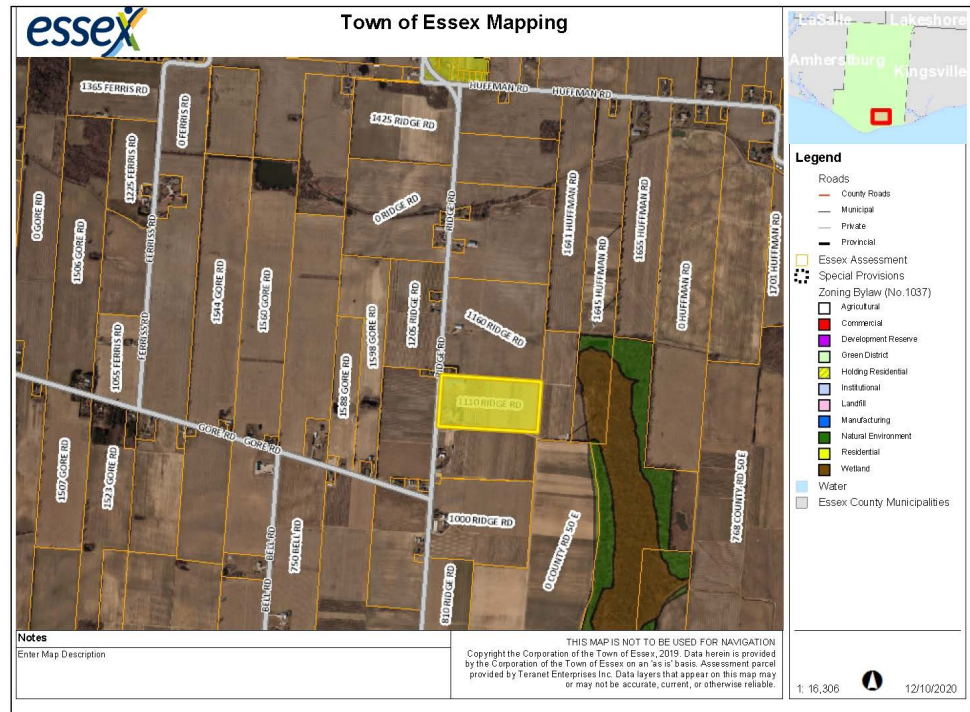 essex
Town of Essex Mapping
LaSalle
Lakeshore
Amherstburg
Kingsville
1365 FERRIS RD
0 FERRIS RD
1225 FERRIS RD
1425 RIDGE RD
HUFFMAN RD
HUFFMAN RD
0 GORE RD
1506 GORE RD
FERRISS RD
1544 GORE RD
1560 GORE RD
0 RIDGE RD
RIDGE RD
1641 HUFFMAN RD
1645 HUFFMAN RD
1655 HUFFMAN RD
0 HUFFMAN RD
1701 HUFFMAN RD
1055 FERRIS RD
FERRISS RD
1588 GORE RD
1598 GORE RD
1205 RIDGE RD
1160 RIDGE RD
RIDGE RD
1110 RIDGE RD
GORE RD
GORE RD
1507 GORE RD
1523 GORE RD
BELL RD
BELL RD
750 BELL RD
1000 RIDGE RD
810 RIDGE RD
0 COUNTY RD 50 E
768 COUNTY RD 50 E
Legend
Roads
County Roads
Municipal
Private
Provincial
Essex Assessment
Special Provisions
Zoning Bylaw (No.1037)
Agricultural
Commercial
Development Reserve
Green District
Holding Residential
Institutional
Landfill
Manufacturing
Natural Environment
Residential
Wetland
Water
Essex County Municipalities
Notes
Enter Map Description
THIS MAP IS NOT TO BE USED FOR NAVIGATION
Copyright the Corporation of the Town of Essex, 2019. Data herein is provided
by the Corporation of the Town of Essex on an 'as is' basis. Assessment parcel
provided by Teranet Enterprises Inc. Data layers that appear on this map may
or may not be accurate, current, or otherwise reliable.
1: 16,306
12/10/2020